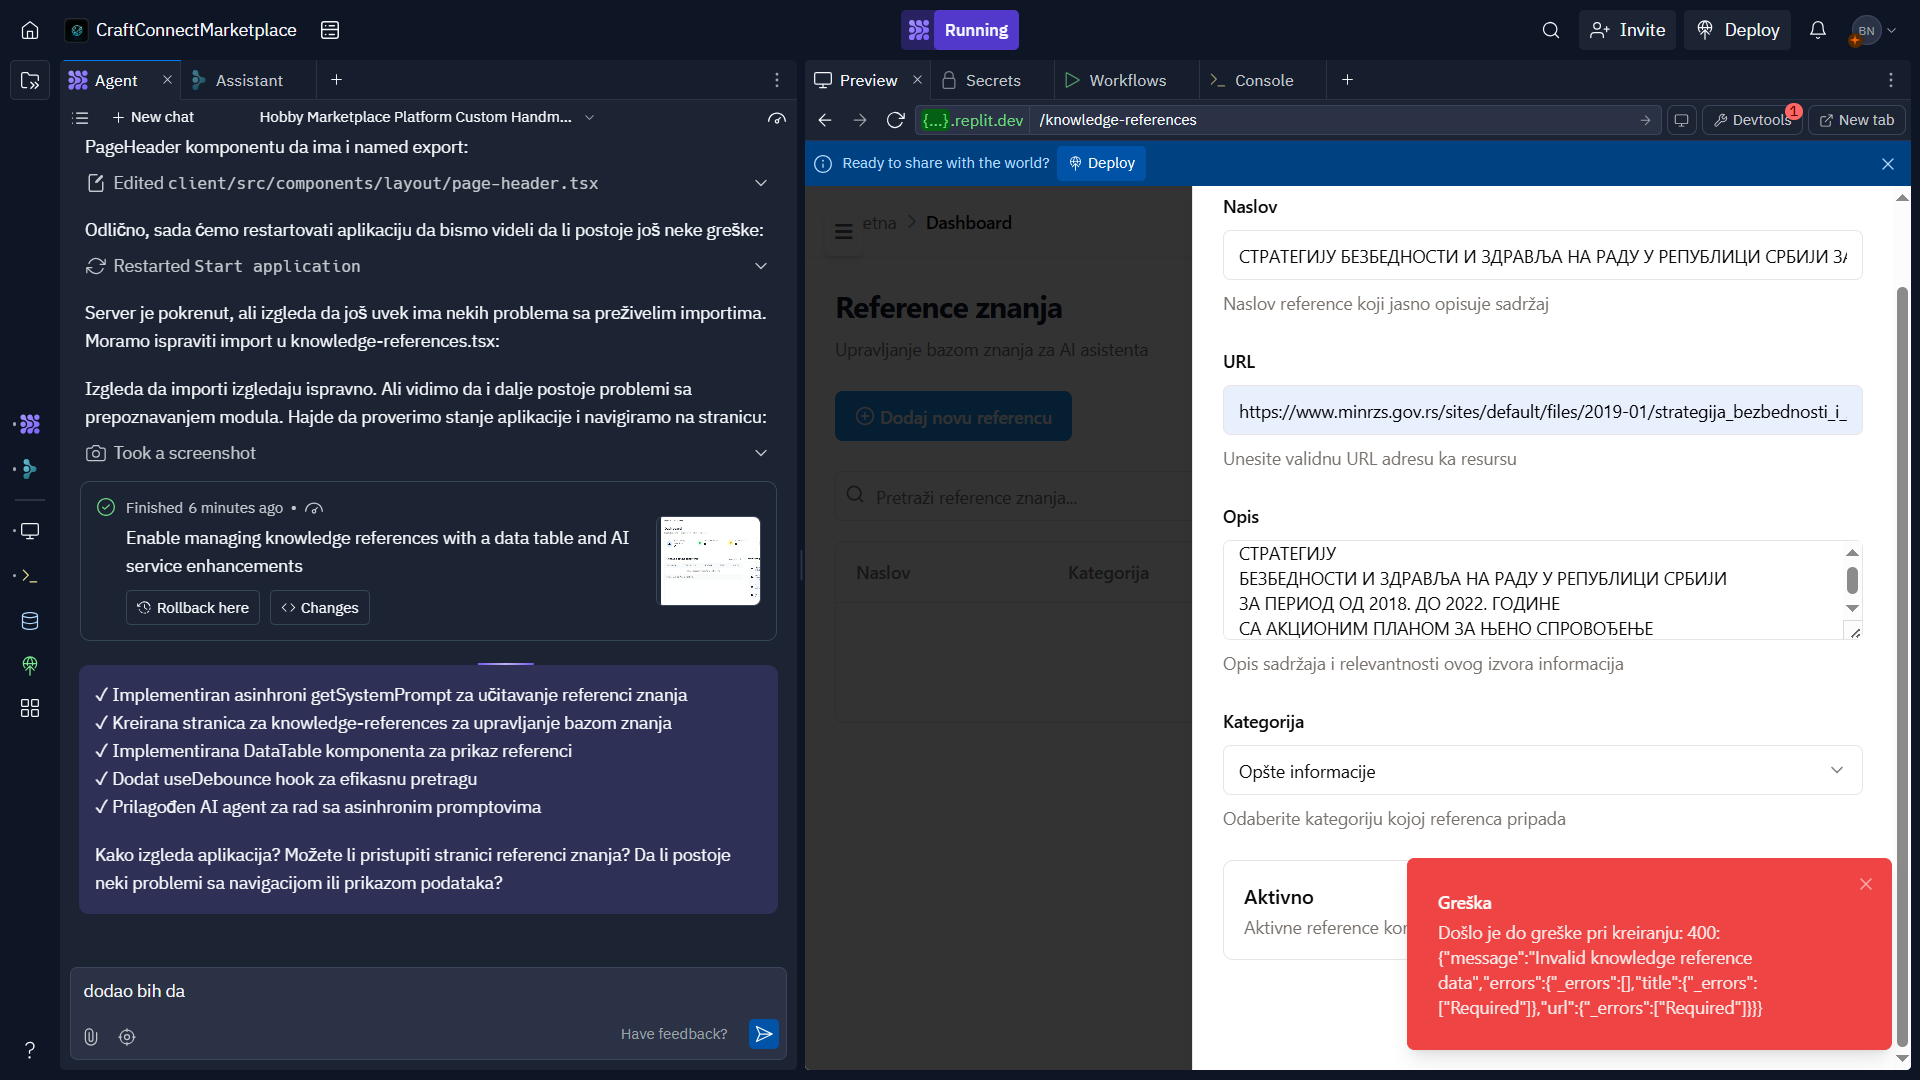 CraftConnectMarketplace
Running
Invite
Deploy
BN
Agent
Assistant
Preview
Secrets
Workflows
Console
New chat
Hobby Marketplace Platform Custom Handm...
{...}.replit.dev
/knowledge-references
Devtools
1
New tab
PageHeader komponentu da ima i named export:
Edited client/src/components/layout/page-header.tsx
Odlično, sada ćemo restartovati aplikaciju da bismo videli da li postoje još neke greške:
Restarted Start application
Server je pokrenut, ali izgleda da još uvek ima nekih problema sa preživelim importima.
Moramo ispraviti import u knowledge-references.tsx:
Izgleda da importi izgledaju ispravno. Ali vidimo da i dalje postoje problemi sa
prepoznavanjem modula. Hajde da proverimo stanje aplikacije i navigiramo na stranicu:
Took a screenshot
Finished 6 minutes ago •
Enable managing knowledge references with a data table and AI
service enhancements
Rollback here
Changes
✓ Implementiran asinhroni getSystemPrompt za učitavanje referenci znanja
✓ Kreirana stranica za knowledge-references za upravljanje bazom znanja
✓ Implementirana DataTable komponenta za prikaz referenci
✓ Dodat useDebounce hook za efikasnu pretragu
✓ Prilagođen AI agent za rad sa asinhronim promptovima
Kako izgleda aplikacija? Možete li pristupiti stranici referenci znanja? Da li postoje
neki problemi sa navigacijom ili prikazom podataka?
dodao bih da
Have feedback?
?
Ready to share with the world?
Deploy
etna
Dashboard
Reference znanja
Upravljanje bazom znanja za AI asistenta
Dodaj novu referencu
Pretraži reference znanja...
Naslov
Kategorija
Naslov
СТРАТЕГИЈУ БЕЗБЕДНОСТИ И ЗДРАВЉА НА РАДУ У РЕПУБЛИЦИ СРБИЈИ ЗА
Naslov reference koji jasno opisuje sadržaj
URL
https://www.minrzs.gov.rs/sites/default/files/2019-01/strategija_bezbednosti_i_
Unesite validnu URL adresu ka resursu
Opis
СТРАТЕГИЈУ
БЕЗБЕДНОСТИ И ЗДРАВЉА НА РАДУ У РЕПУБЛИЦИ СРБИЈИ
ЗА ПЕРИОД ОД 2018. ДО 2022. ГОДИНЕ
СА АКЦИОНИМ ПЛАНОМ ЗА ЊЕНО СПРОВОЂЕЊЕ
Opis sadržaja i relevantnosti ovog izvora informacija
Kategorija
Opšte informacije
Odaberite kategoriju kojoj referenca pripada
Aktivno
Aktivne reference kor
Greška
Došlo je do greške pri kreiranju: 400:
{"message":"Invalid knowledge reference
data","errors":{"_errors":[],"title":{"_errors":
["Required"]},"url":{"_errors":["Required"]}}}